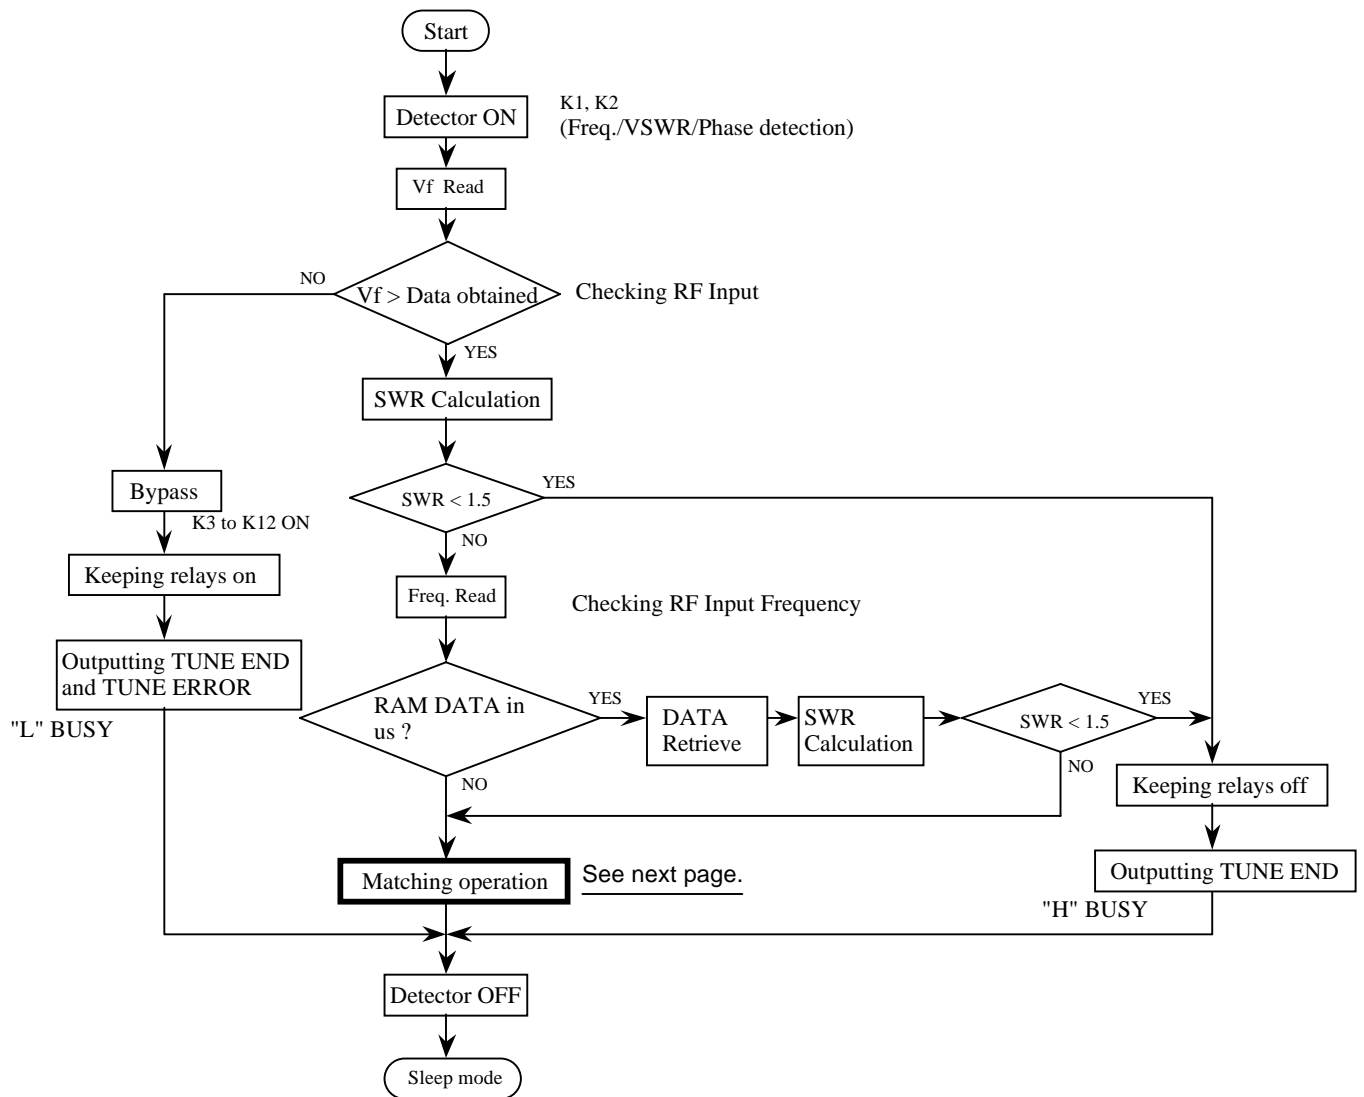 Start
Detector ON
K1, K2
(Freq./VSWR/Phase detection)
Vf Read
NO
Vf > Data obtained
Checking RF Input
YES
SWR Calculation
Bypass
K3 to K12 ON
SWR < 1.5
YES
NO
Keeping relays on
Freq. Read
Checking RF Input Frequency
Outputting TUNE END
and TUNE ERROR
"L" BUSY
RAM DATA in
us ?
YES
DATA
Retrieve
SWR
Calculation
SWR < 1.5
YES
NO
NO
Keeping relays off
Matching operation
See next page.
Outputting TUNE END
"H" BUSY
Detector OFF
Sleep mode